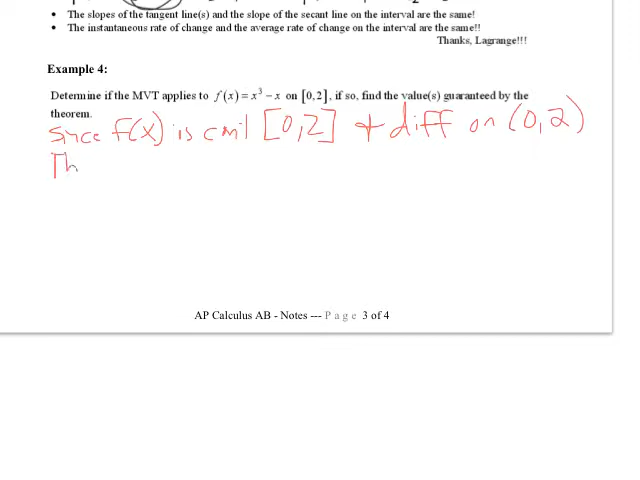 • The slopes of the tangent line(s) and the slope of the secant line on the interval are the same!
• The instantaneous rate of change and the average rate of change on the interval are the same!!
Thanks, Lagrange!!!
Example 4:
Determine if the MVT applies to f(x) = x³ − x on [0,2], if so, find the value(s) guaranteed by the
theorem.
Since f(x) is cont [0,2] + diff on (0,2)
Th
AP Calculus AB - Notes --- Page 3 of 4